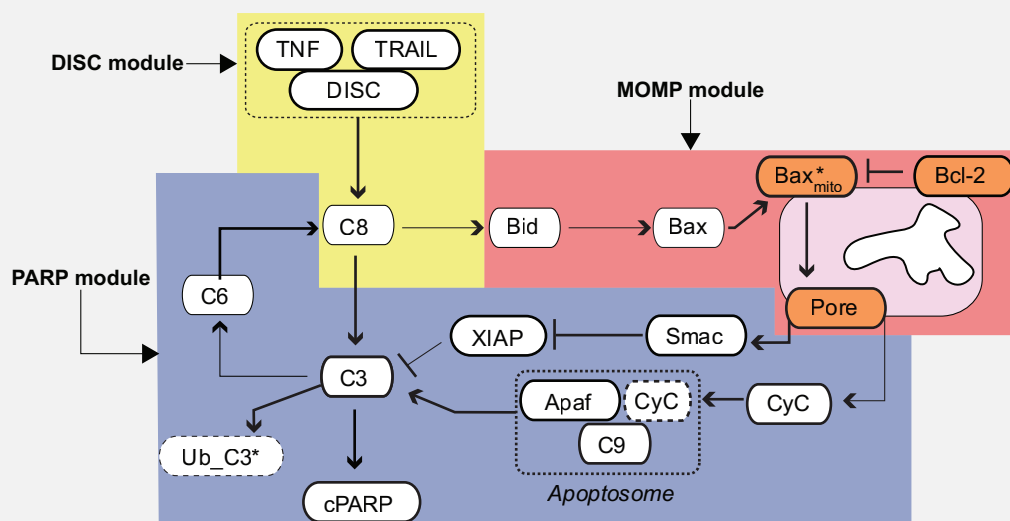 TNF
TRAIL
DISC module
DISC
MOMP module
Bax*mito
Bcl-2
C8
Bid
Bax
PARP module
C6
Pore
XIAP
Smac
C3
Apaf
CyC
CyC
C9
Ub_C3*
cPARP
Apoptosome